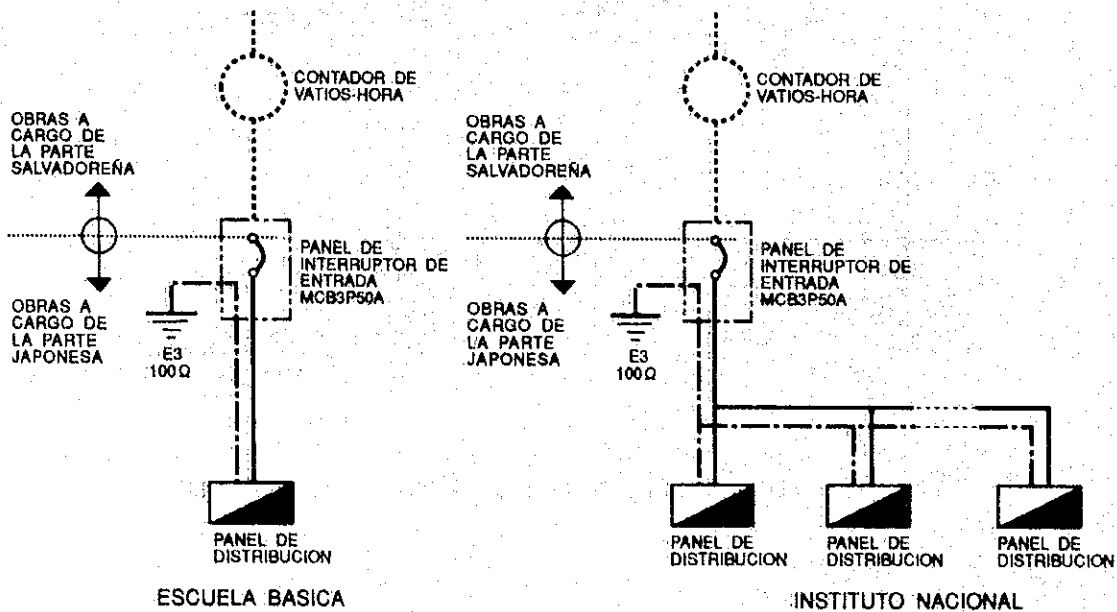 CONTADOR DE
VATIOS-HORA
OBRAS A
CARGO DE
LA PARTE
SALVADOREÑA
PANEL DE
INTERRUPTOR DE
ENTRADA
MCB3P50A
OBRAS A
CARGO DE
LA PARTE
JAPONESA
E3
100Ω
PANEL DE
DISTRIBUCION
ESCUELA BASICA
CONTADOR DE
VATIOS-HORA
OBRAS A
CARGO DE
LA PARTE
SALVADOREÑA
PANEL DE
INTERRUPTOR DE
ENTRADA
MCB3P50A
OBRAS A
CARGO DE
LA PARTE
JAPONESA
E3
100Ω
PANEL DE
DISTRIBUCION
PANEL DE
DISTRIBUCION
PANEL DE
DISTRIBUCION
INSTITUTO NACIONAL